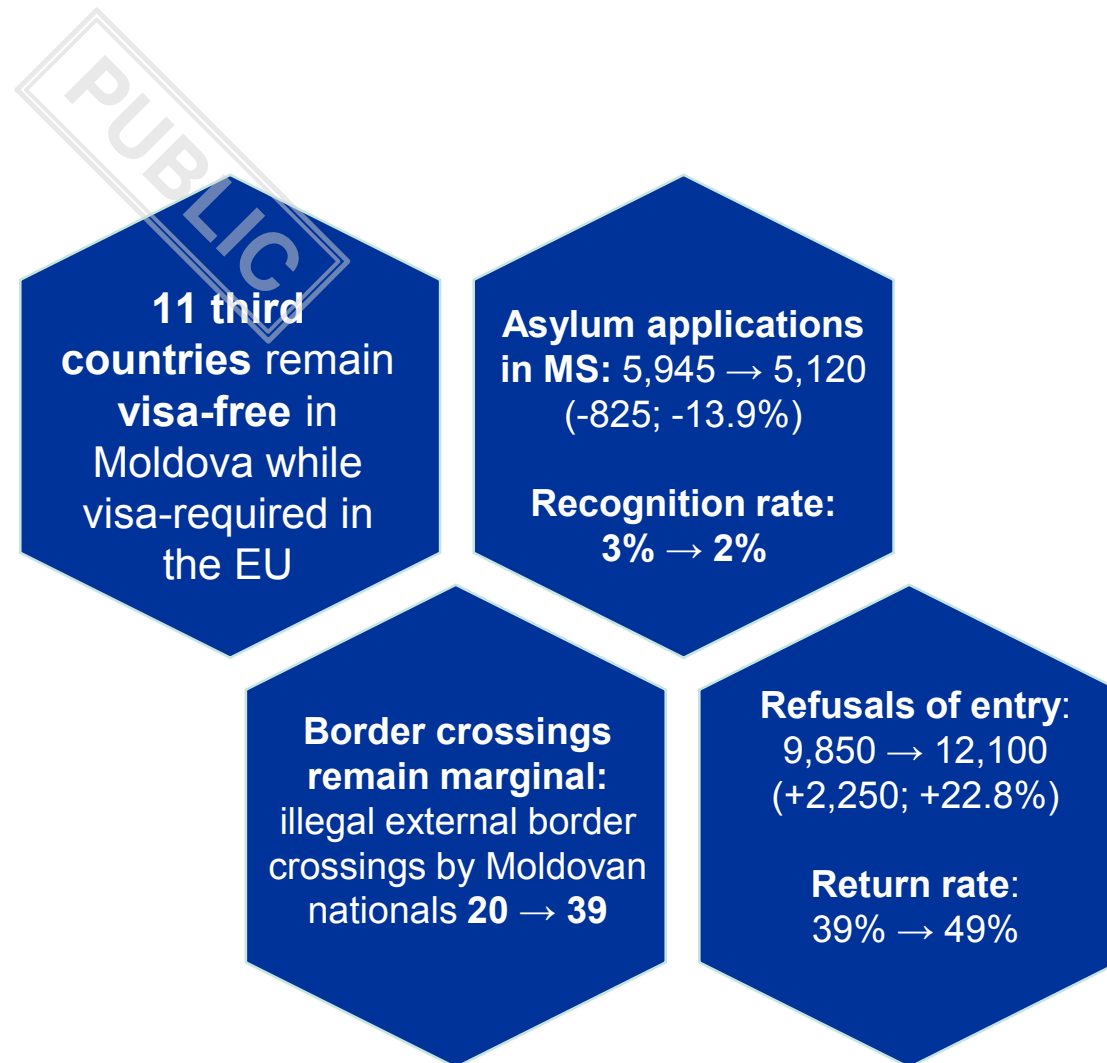 PUBLIC
11 third
countries remain
visa-free in
Moldova while
visa-required in
the EU
Asylum applications
in MS: 5,945 → 5,120
(-825; -13.9%)
Recognition rate:
3% → 2%
Border crossings
remain marginal:
illegal external border
crossings by Moldovan
nationals 20 → 39
Refusals of entry:
9,850 → 12,100
(+2,250; +22.8%)
Return rate:
39% → 49%